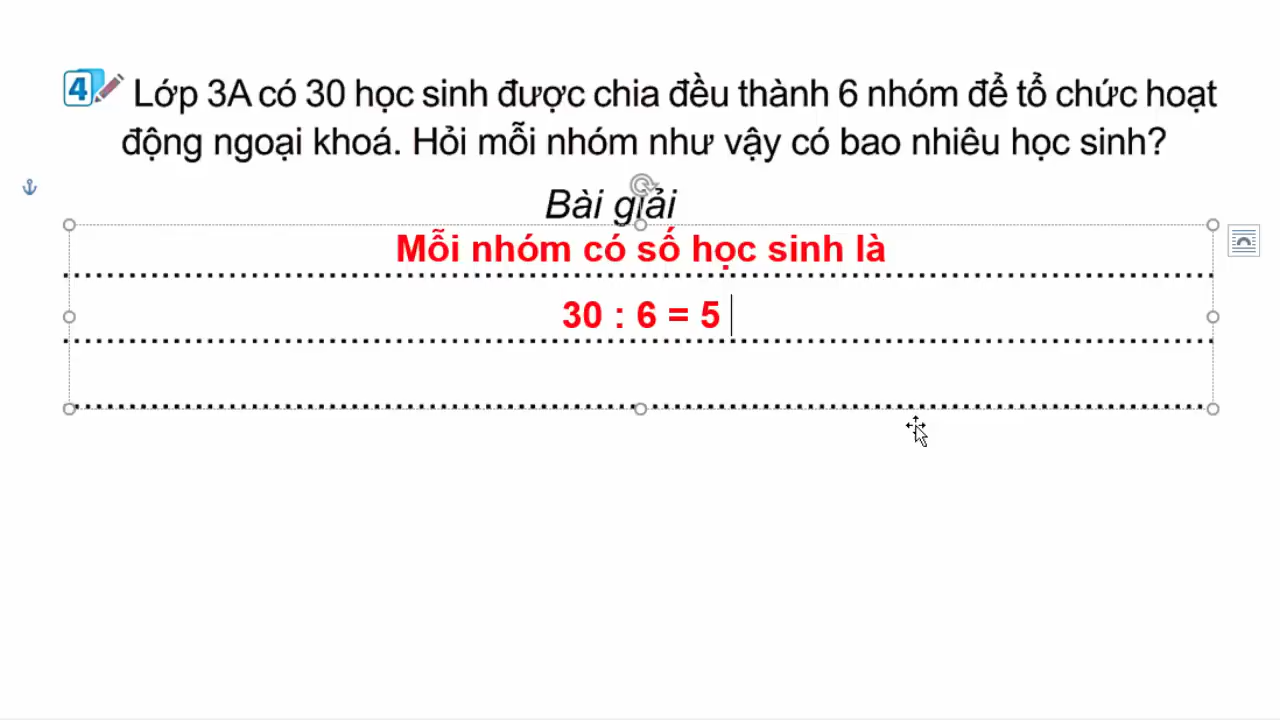 4 Lớp 3A có 30 học sinh được chia đều thành 6 nhóm để tổ chức hoạt
động ngoại khoá. Hỏi mỗi nhóm như vậy có bao nhiêu học sinh?
Bài giải
Mỗi nhóm có số học sinh là
30 : 6 = 5